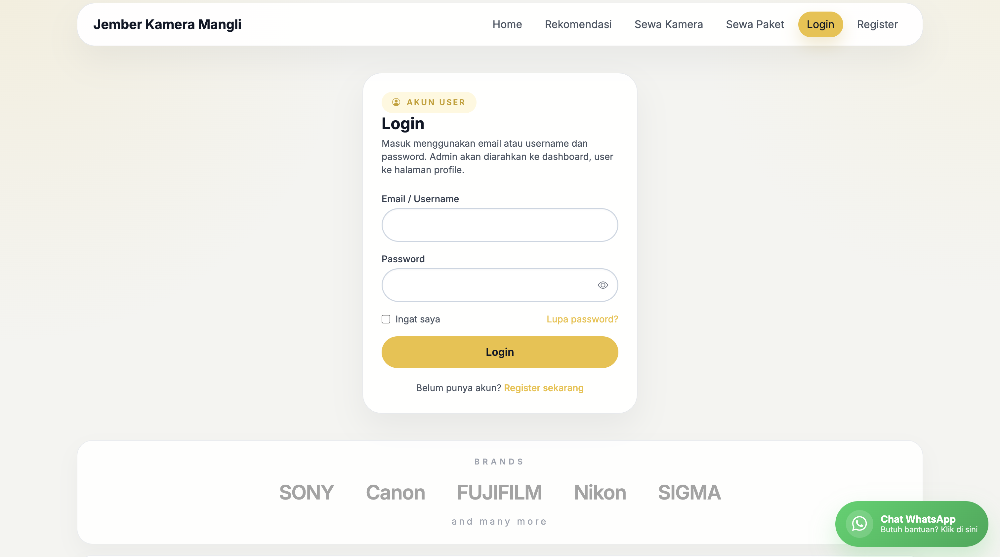 Jember Kamera Mangli
Home
Rekomendasi
Sewa Kamera
Sewa Paket
Login
Register
AKUN USER
Login
Masuk menggunakan email atau username dan
password. Admin akan diarahkan ke dashboard, user
ke halaman profile.
Email / Username
Password
Ingat saya
Lupa password?
Login
Belum punya akun? Register sekarang
BRANDS
SONY
Canon
FUJIFILM
Nikon
SIGMA
and many more
Chat WhatsApp
Butuh bantuan? Klik di sini